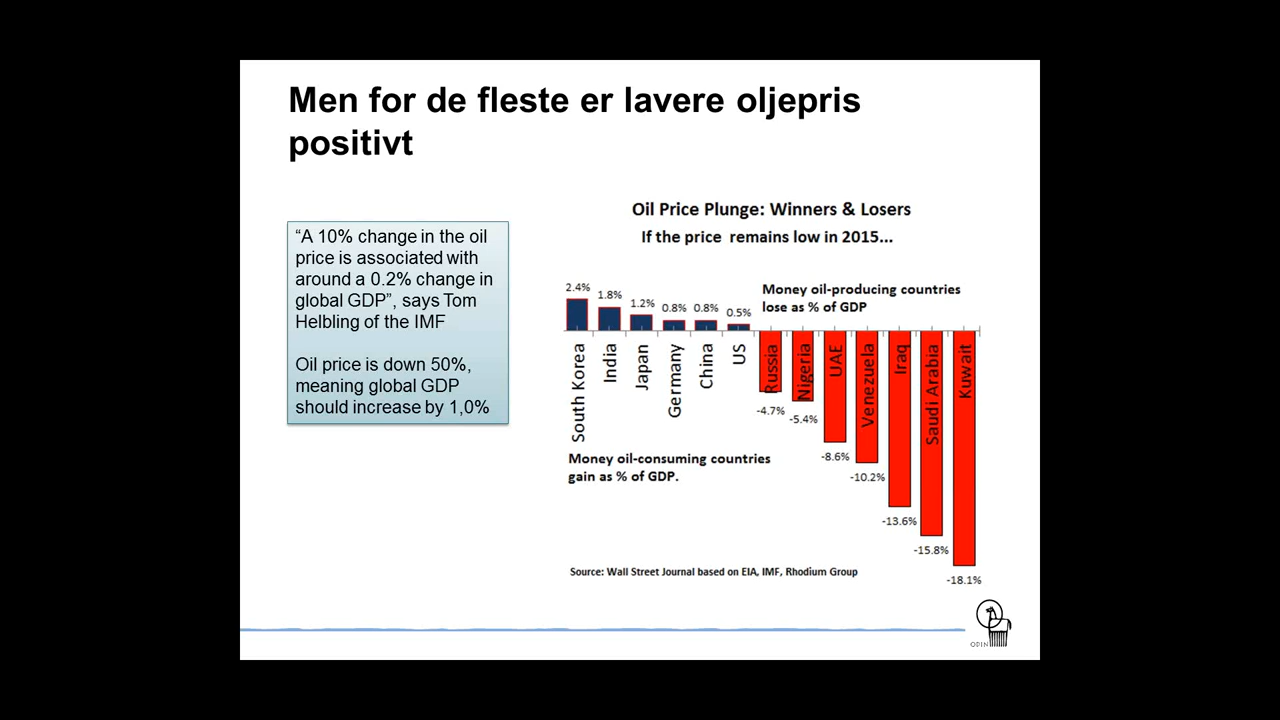 Men for de fleste er lavere oljepris
positivt
“A 10% change in the oil
price is associated with
around a 0.2% change in
global GDP”, says Tom
Helbling of the IMF
Oil price is down 50%,
meaning global GDP
should increase by 1,0%
Oil Price Plunge: Winners & Losers
If the price remains low in 2015...
Money oil-producing countries
lose as % of GDP
2.4%
1.8%
1.2%
0.8%
0.8%
0.5%
South Korea
India
Japan
Germany
China
US
Russia
Nigeria
UAE
Venezuela
Iraq
Saudi Arabia
Kuwait
-4.7%
-5.4%
-8.6%
-10.2%
-13.6%
-15.8%
-18.1%
Money oil-consuming countries
gain as % of GDP.
Source: Wall Street Journal based on EIA, IMF, Rhodium Group
ODIN